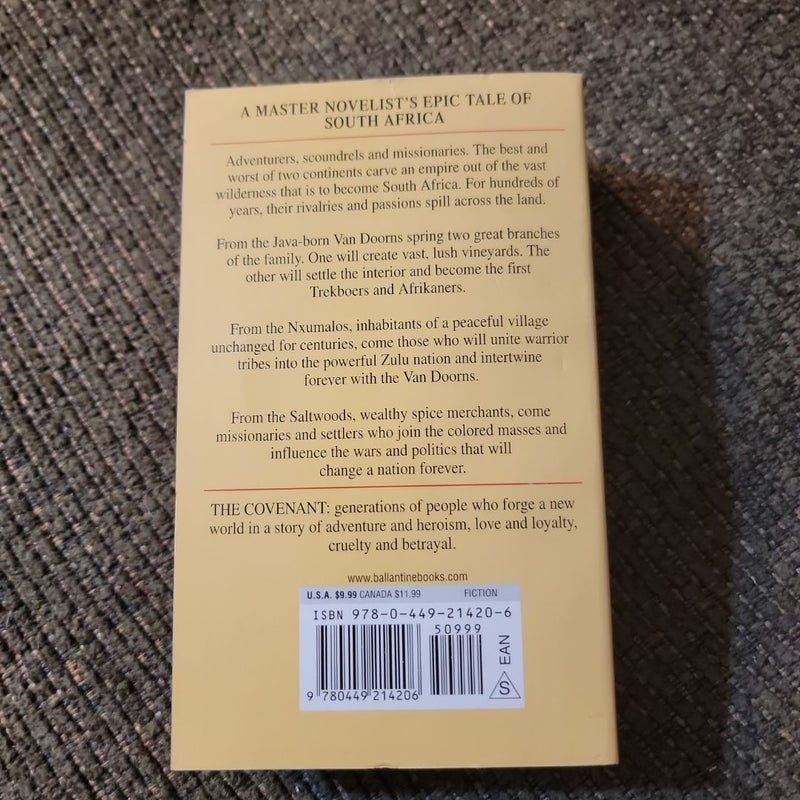 A MASTER NOVELIST'S EPIC TALE OF
SOUTH AFRICA
Adventurers, scoundrels and missionaries. The best and
worst of two continents carve an empire out of the vast
wilderness that is to become South Africa. For hundreds of
years, their rivalries and passions spill across the land.
From the Java-born Van Doorns spring two great branches
of the family. One will create vast, lush vineyards. The
other will settle the interior and become the first
Trekboers and Afrikaners.
From the Nxumalos, inhabitants of a peaceful village
unchanged for centuries, come those who will unite warrior
tribes into the powerful Zulu nation and intertwine
forever with the Van Doorns.
From the Saltwoods, wealthy spice merchants, come
missionaries and settlers who join the colored masses and
influence the wars and politics that will
change a nation forever.
THE COVENANT: generations of people who forge a new
world in a story of adventure and heroism, love and loyalty,
cruelty and betrayal.
www.ballantinebooks.com
U.S.A. $9.99 CANADA $11.99 FICTION
ISBN 978-0-449-21420-6
50999
EAN
S
9 780449 214206